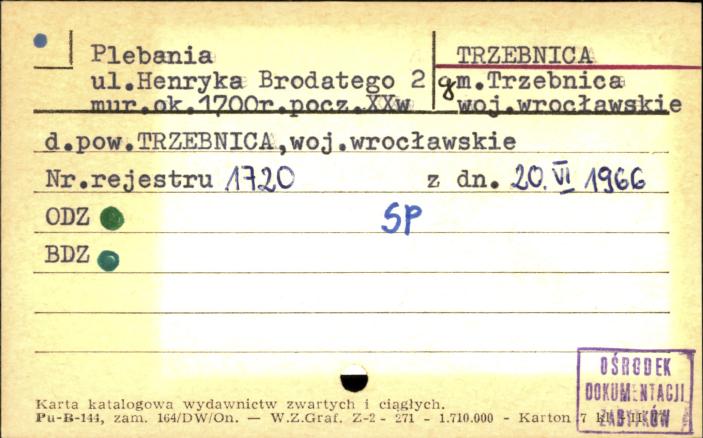 Plebania TRZEBNICA
ul.Henryka Brodatego 2 gm.Trzebnica
mur.ok.1700r.pocz.XXw woj.wrocławskie
d.pow.TRZEBNICA,woj.wrocławskie
Nr.rejestru 1720 z dn. 20.VI 1966
ODZ SP
BDZ
OŚRODEK
DOKUMENTACJI
ZABYTKÓW
Karta katalogowa wydawnictw zwartych i ciągłych.
Pu-B-144, zam. 164/DW/On. — W.Z.Graf. Z-2 - 271 - 1.710.000 - Karton 7 kl.